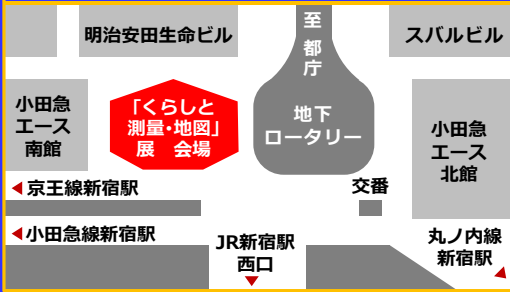 明治安田生命ビル
至
都
庁
スバルビル
小田急
エース
南館
「くらしと
測量・地図」
展　会場
地下
ロータリー
小田急
エース
北館
京王線新宿駅
交番
小田急線新宿駅
JR新宿駅
西口
丸ノ内線
新宿駅